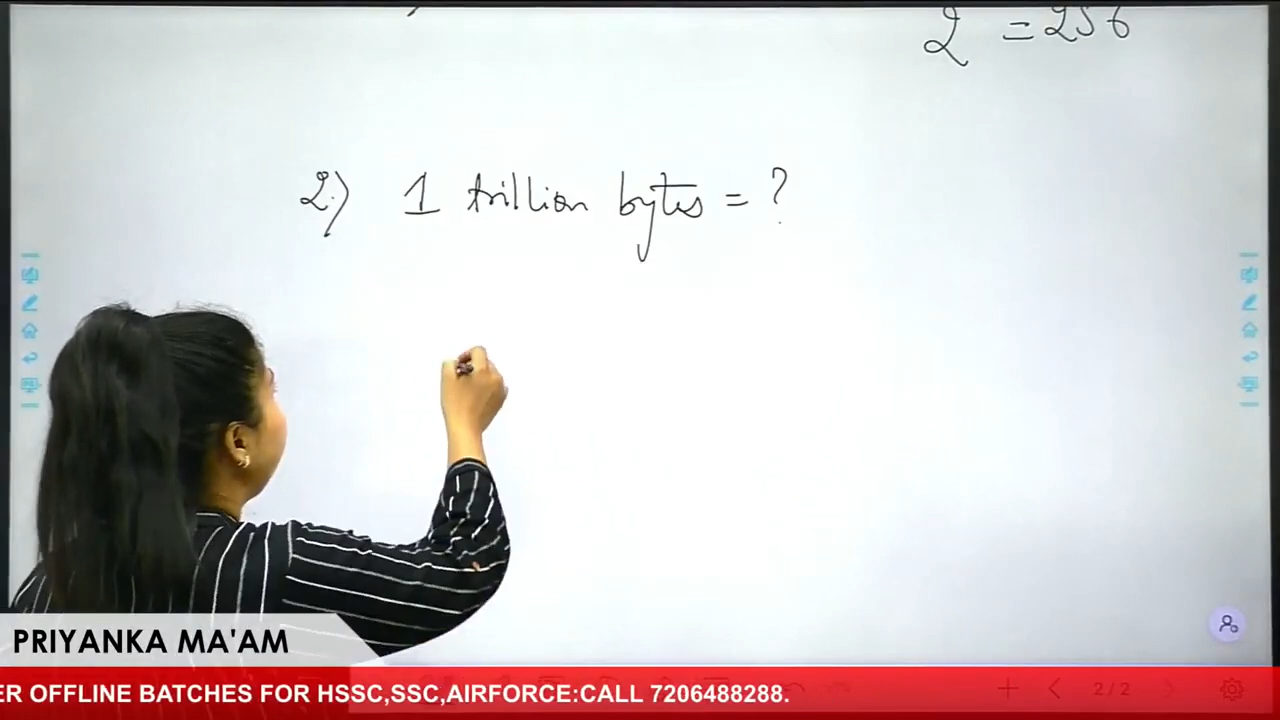 2 = 256
2.) 1 trillion bytes = ?
PRIYANKA MA'AM
ER OFFLINE BATCHES FOR HSSC,SSC,AIRFORCE:CALL 7206488288.
2/2